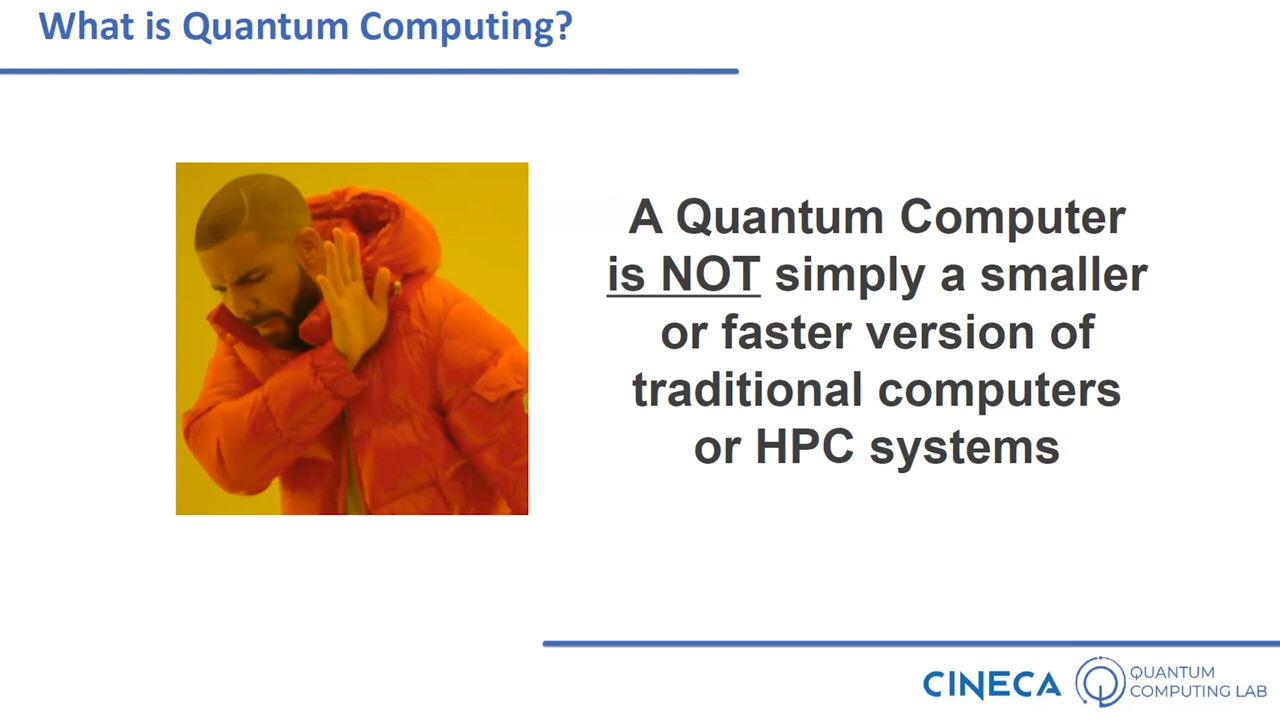 What is Quantum Computing?
A Quantum Computer
is NOT simply a smaller
or faster version of
traditional computers
or HPC systems
CINECA
QUANTUM
COMPUTING LAB